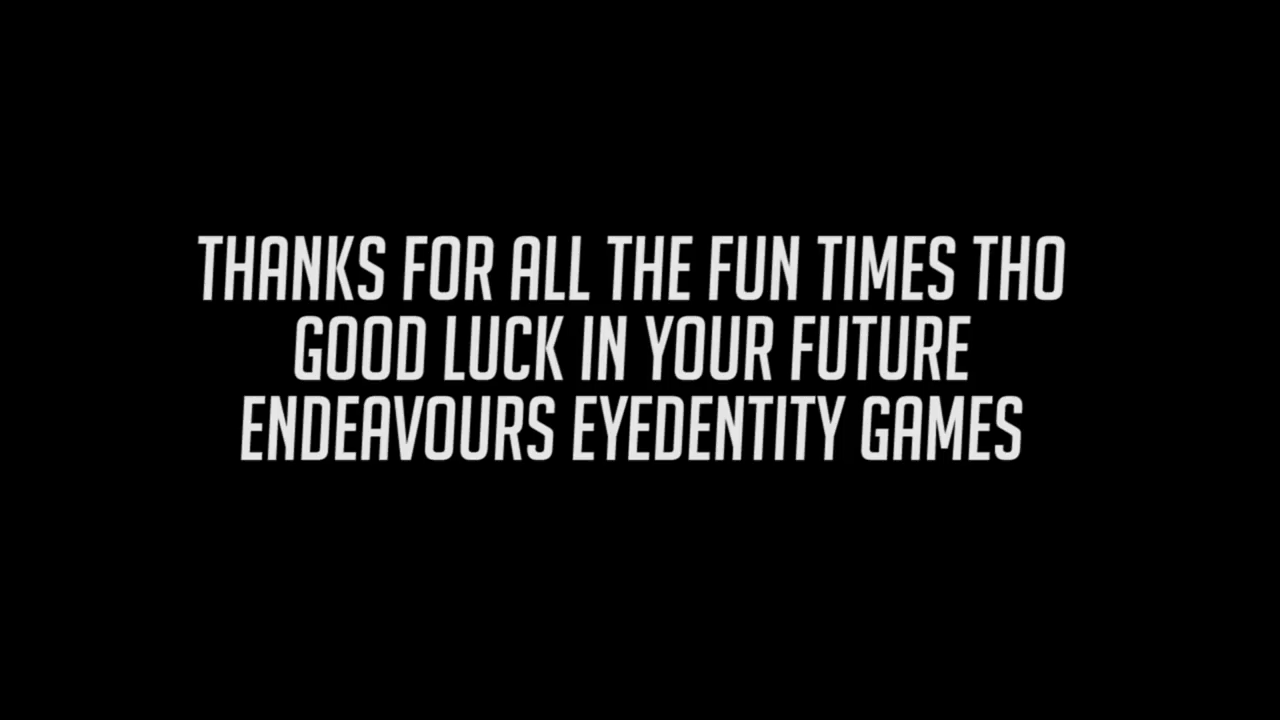 THANKS FOR ALL THE FUN TIMES THO
GOOD LUCK IN YOUR FUTURE
ENDEAVOURS EYEDENTITY GAMES